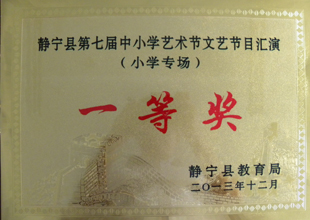 静宁县第七届中小学艺术节文艺节目汇演
(小学专场)
一等奖
静宁县教育局
二〇一三年十二月